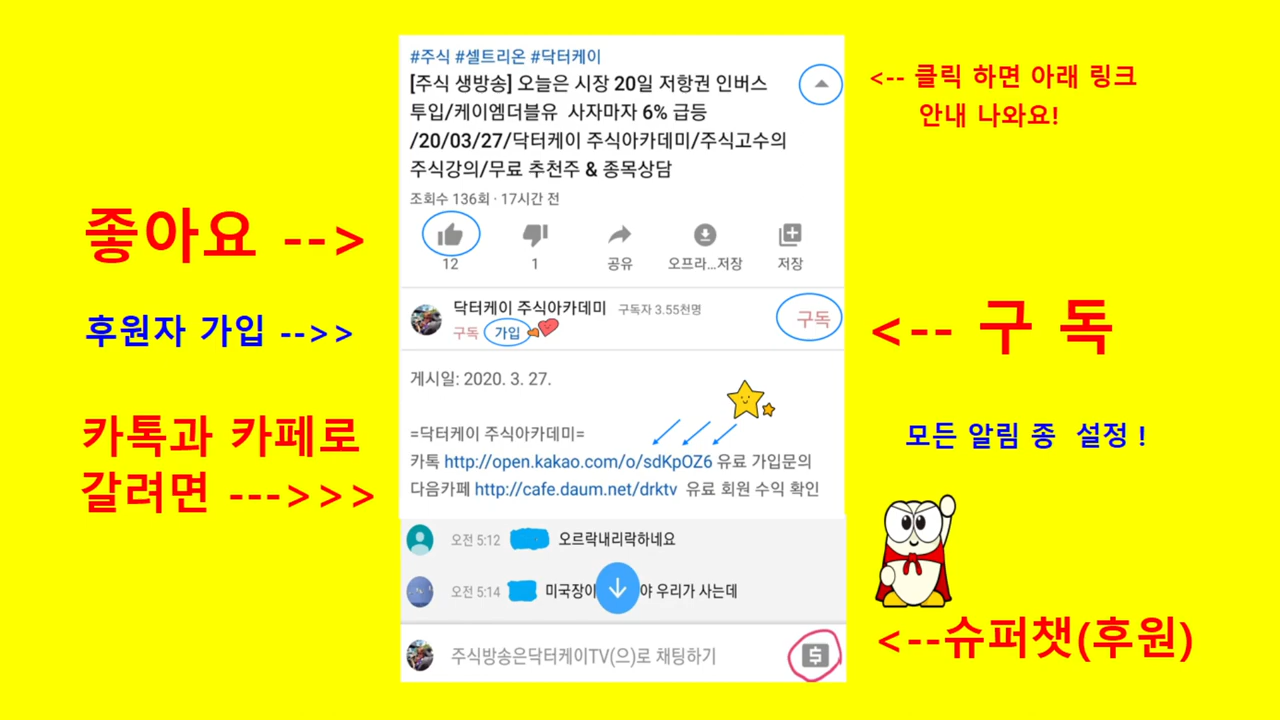 #주식 #셀트리온 #닥터케이
[주식 생방송] 오늘은 시장 20일 저항권 인버스
투입/케이엠더블유 사자마자 6% 급등
/20/03/27/닥터케이 주식아카데미/주식고수의
주식강의/무료 추천주 & 종목상담
조회수 136회 · 17시간 전
<-- 클릭 하면 아래 링크
안내 나와요!
좋아요 -->
12
1
공유
오프라...저장
저장
후원자 가입 -->>
닥터케이 주식아카데미 구독자 3.55천명
구독 가입
구독
<-- 구 독
게시일: 2020. 3. 27.
카톡과 카페로
갈려면 --->>>
=닥터케이 주식아카데미=
카톡 http://open.kakao.com/o/sdKpOZ6 유료 가입문의
다음카페 http://cafe.daum.net/drktv 유료 회원 수익 확인
모든 알림 종 설정 !
오전 5:12 오르락내리락하네요
오전 5:14 미국장이 야 우리가 사는데
주식방송은닥터케이TV(으)로 채팅하기
$
<--슈퍼챗(후원)